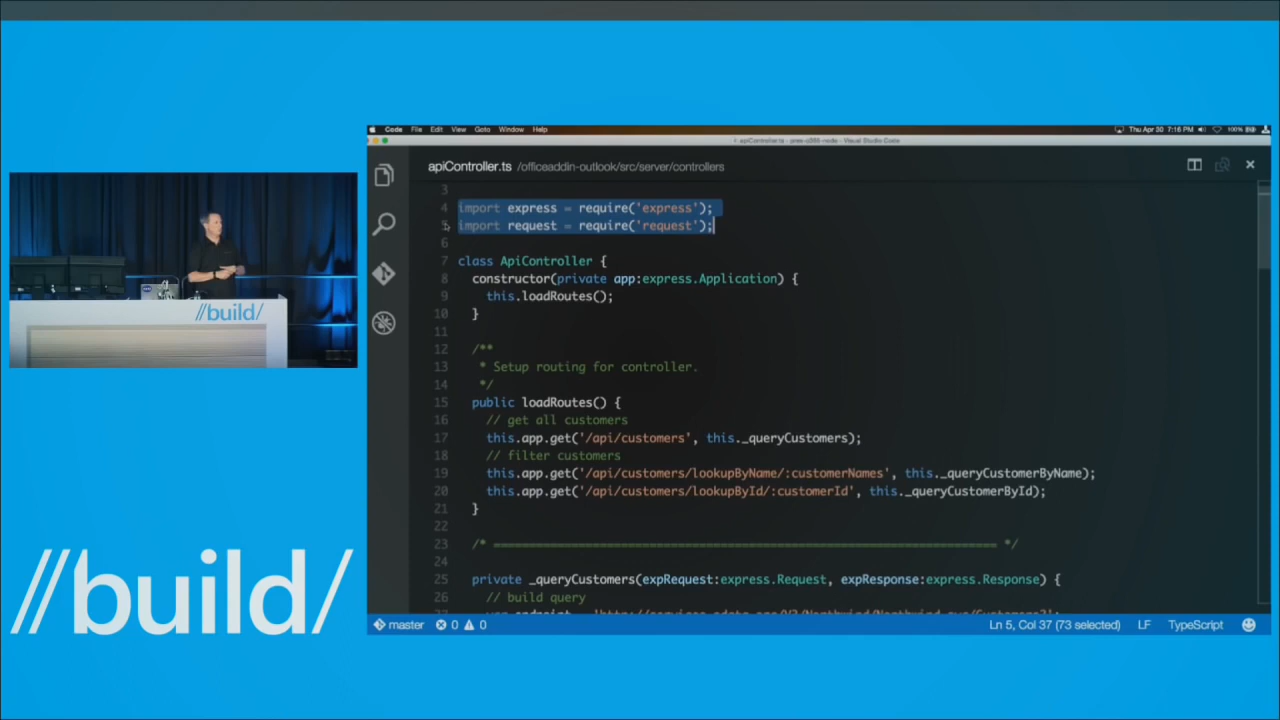 //build/
//build/
Code File Edit View Goto Window Help
Thu Apr 30 7:16 PM 100%
apiController.ts - Visual Studio Code
apiController.ts /officeaddin-outlook/src/server/controllers
3
4 import express = require('express');
5 import request = require('request');
6
7 class ApiController {
8 constructor(private app:express.Application) {
9 this.loadRoutes();
10 }
11
12 /**
13 * Setup routing for controller.
14 */
15 public loadRoutes() {
16 // get all customers
17 this.app.get('/api/customers', this._queryCustomers);
18 // filter customers
19 this.app.get('/api/customers/lookupByName/:customerNames', this._queryCustomerByName);
20 this.app.get('/api/customers/lookupById/:customerId', this._queryCustomerById);
21 }
22
23 /* ======================================================================= */
24
25 private _queryCustomers(expRequest:express.Request, expResponse:express.Response) {
26 // build query
master 0 0 Ln 5, Col 37 (73 selected) LF TypeScript